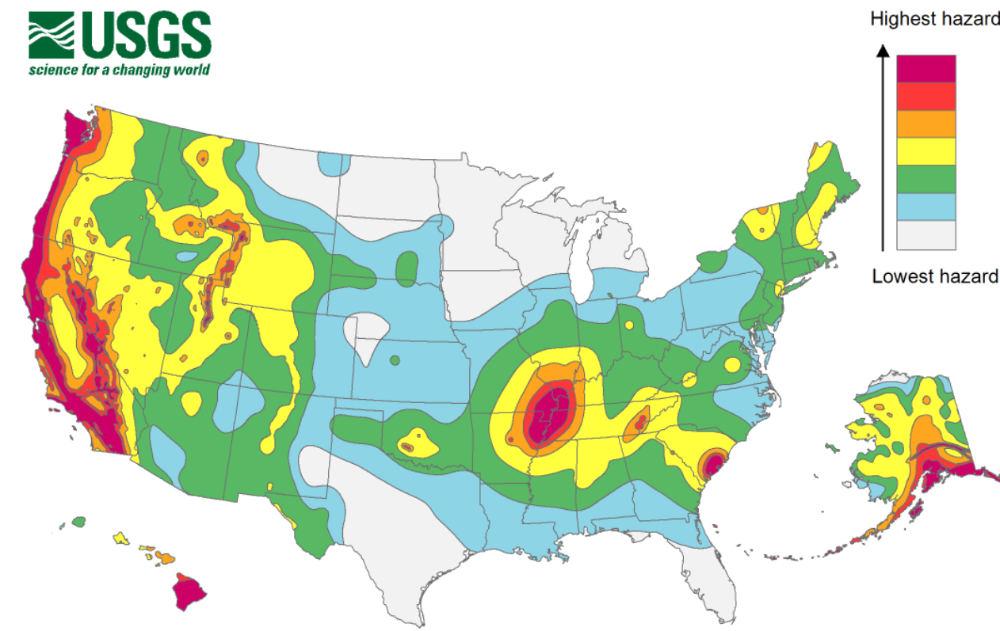 USGS
science for a changing world
Highest hazard
Lowest hazard